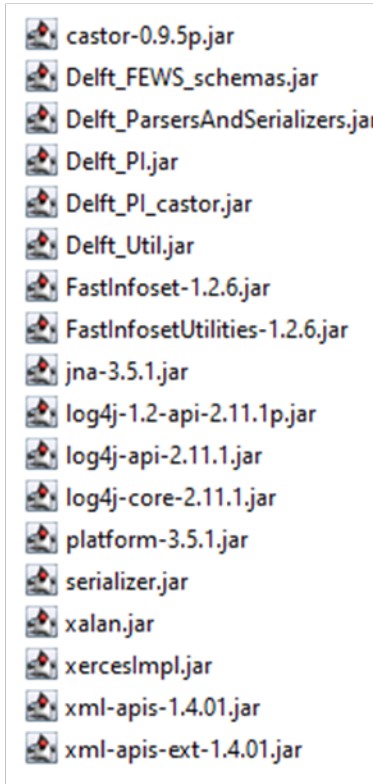 castor-0.9.5p.jar
Delft_FEWS_schemas.jar
Delft_ParsersAndSerializers.jar
Delft_PI.jar
Delft_PI_castor.jar
Delft_Util.jar
FastInfoset-1.2.6.jar
FastInfosetUtilities-1.2.6.jar
jna-3.5.1.jar
log4j-1.2-api-2.11.1p.jar
log4j-api-2.11.1.jar
log4j-core-2.11.1.jar
platform-3.5.1.jar
serializer.jar
xalan.jar
xercesImpl.jar
xml-apis-1.4.01.jar
xml-apis-ext-1.4.01.jar